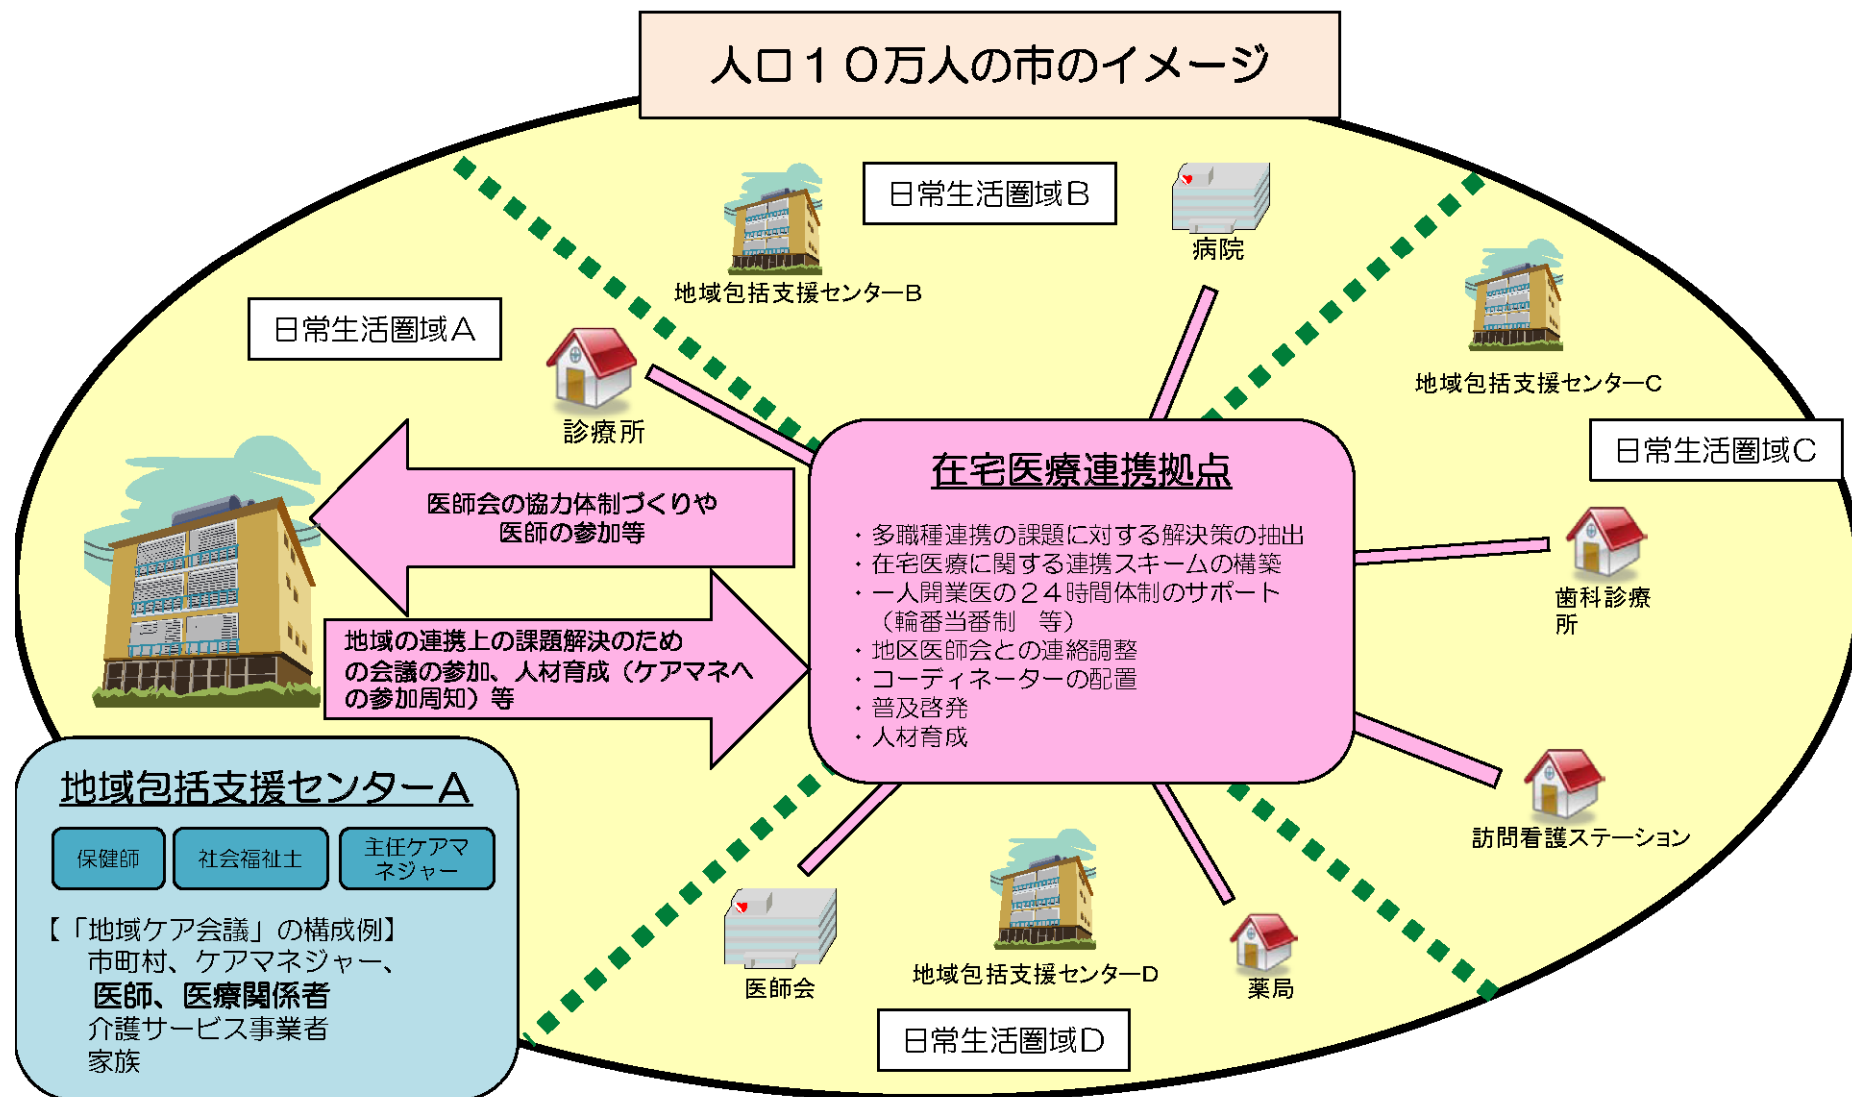 人口１０万人の市のイメージ
日常生活圏域Ｂ
病院
地域包括支援センターB
地域包括支援センターC
日常生活圏域Ａ
診療所
日常生活圏域Ｃ
医師会の協力体制づくりや
医師の参加等
地域の連携上の課題解決のため
の会議の参加、人材育成（ケアマネへ
の参加周知）等
在宅医療連携拠点
・多職種連携の課題に対する解決策の抽出
・在宅医療に関する連携スキームの構築
・一人開業医の２４時間体制のサポート
（輪番当番制　等）
・地区医師会との連絡調整
・コーディネーターの配置
・普及啓発
・人材育成
歯科診療
所
訪問看護ステーション
地域包括支援センターＡ
保健師
社会福祉士
主任ケアマ
ネジャー
【「地域ケア会議」の構成例】
市町村、ケアマネジャー、
医師、医療関係者
介護サービス事業者
家族
医師会
地域包括支援センターD
薬局
日常生活圏域Ｄ